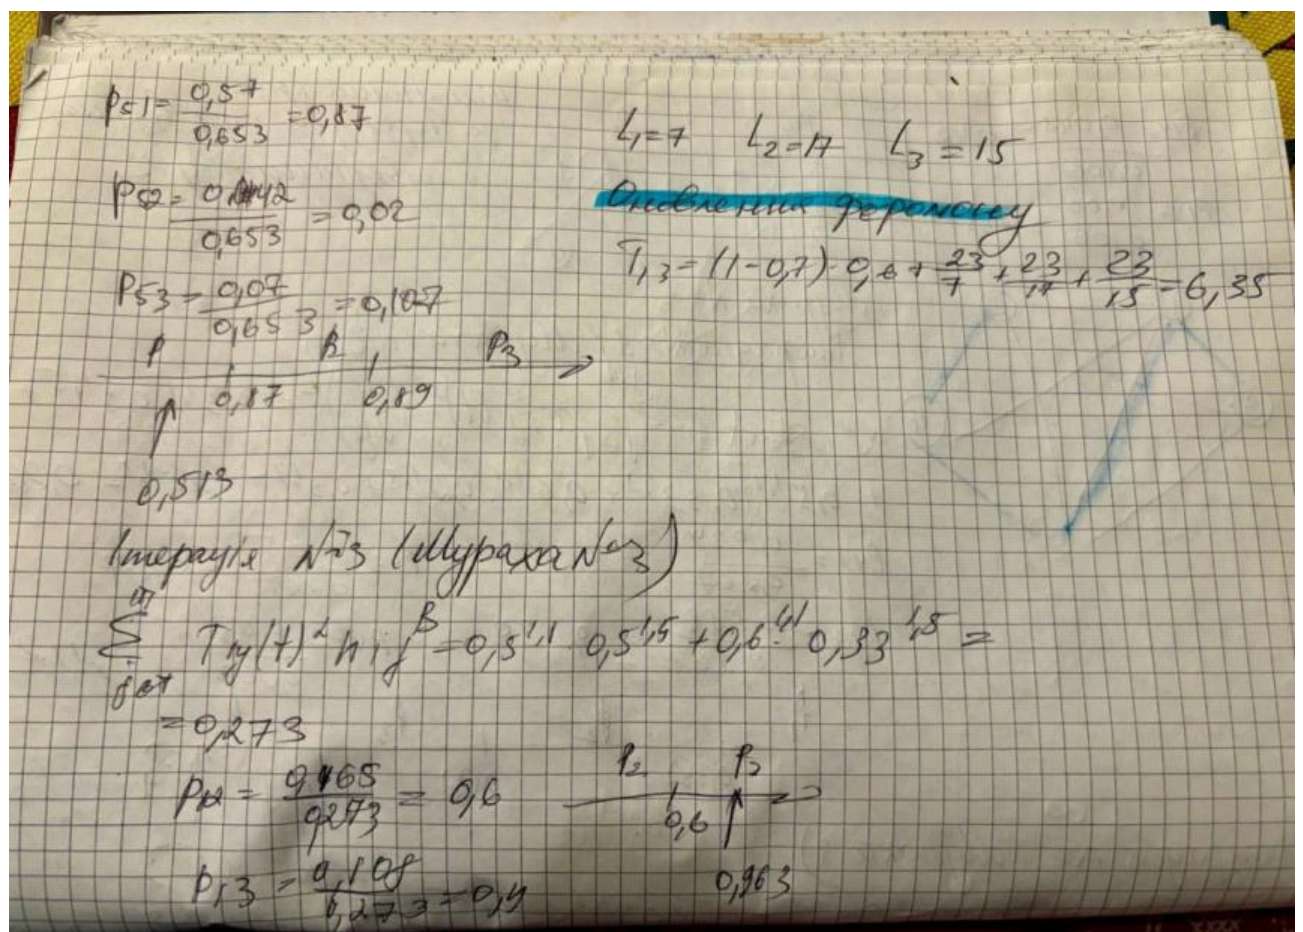 P51 = 0,57 / 0,653 = 0,87
P52 = 0,0142 / 0,653 = 0,02
P53 = 0,07 / 0,653 = 0,107
P P2 P3
0,87 0,89
0,513
Ітерація №3 (Мураха №3)
∑ Tij(t)^α hij^β = 0,5^1,1 0,5^1,5 + 0,6^1,1 · 0,33^1,5 =
= 0,273
P12 = 0,165 / 0,273 = 0,6
P13 = 0,108 / 0,273 = 0,4
P2 P3
0,6
0,963
L1 = 7 L2 = 17 L3 = 15
Оновлення феромону
T1,3 = (1 - 0,7) · 0,6 + 23/7 + 23/17 + 23/15 = 6,35